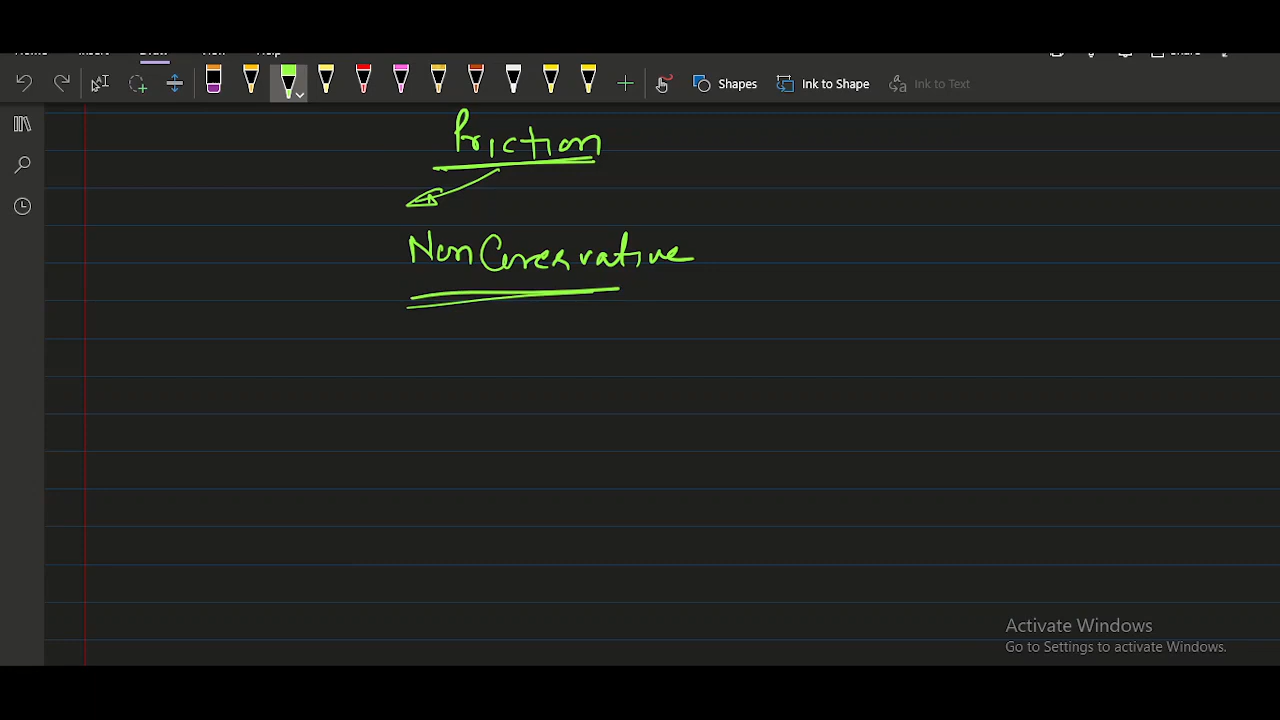 Shapes
Ink to Shape
Ink to Text
Friction
Non Conservative
Activate Windows
Go to Settings to activate Windows.